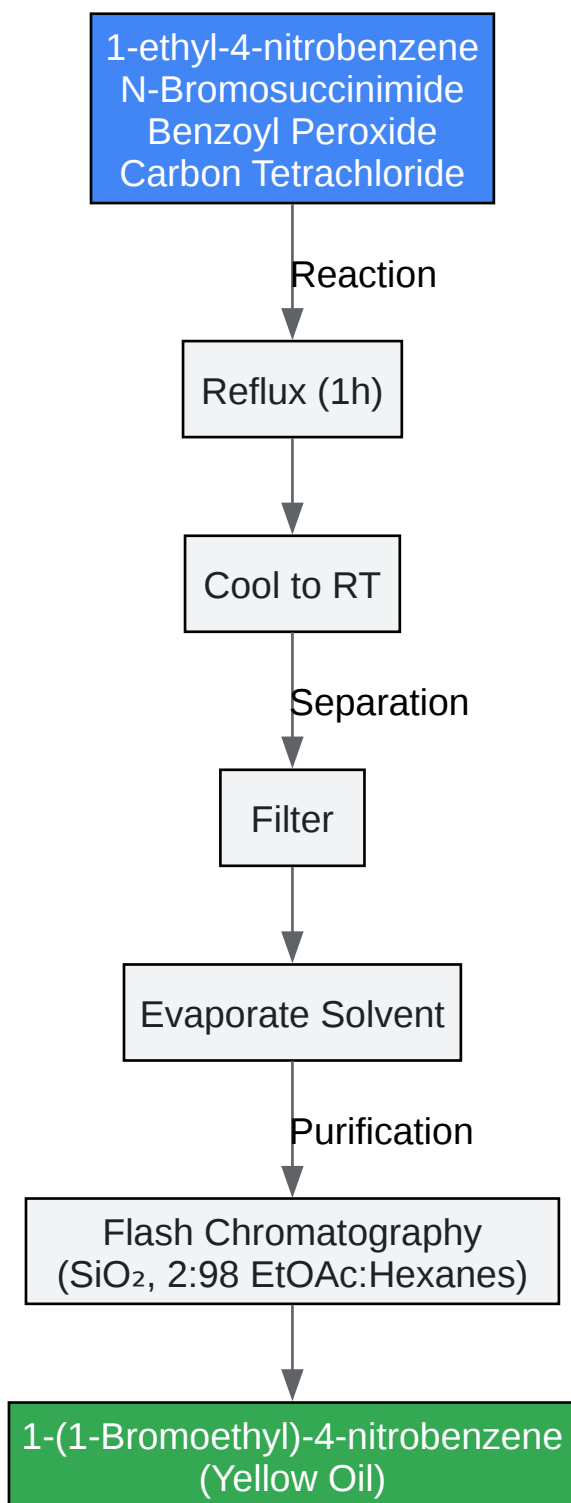 1-ethyl-4-nitrobenzene
N-Bromosuccinimide
Benzoyl Peroxide
Carbon Tetrachloride
Reaction
Reflux (1h)
Cool to RT
Separation
Filter
Evaporate Solvent
Purification
Flash Chromatography
(SiO₂, 2:98 EtOAc:Hexanes)
1-(1-Bromoethyl)-4-nitrobenzene
(Yellow Oil)